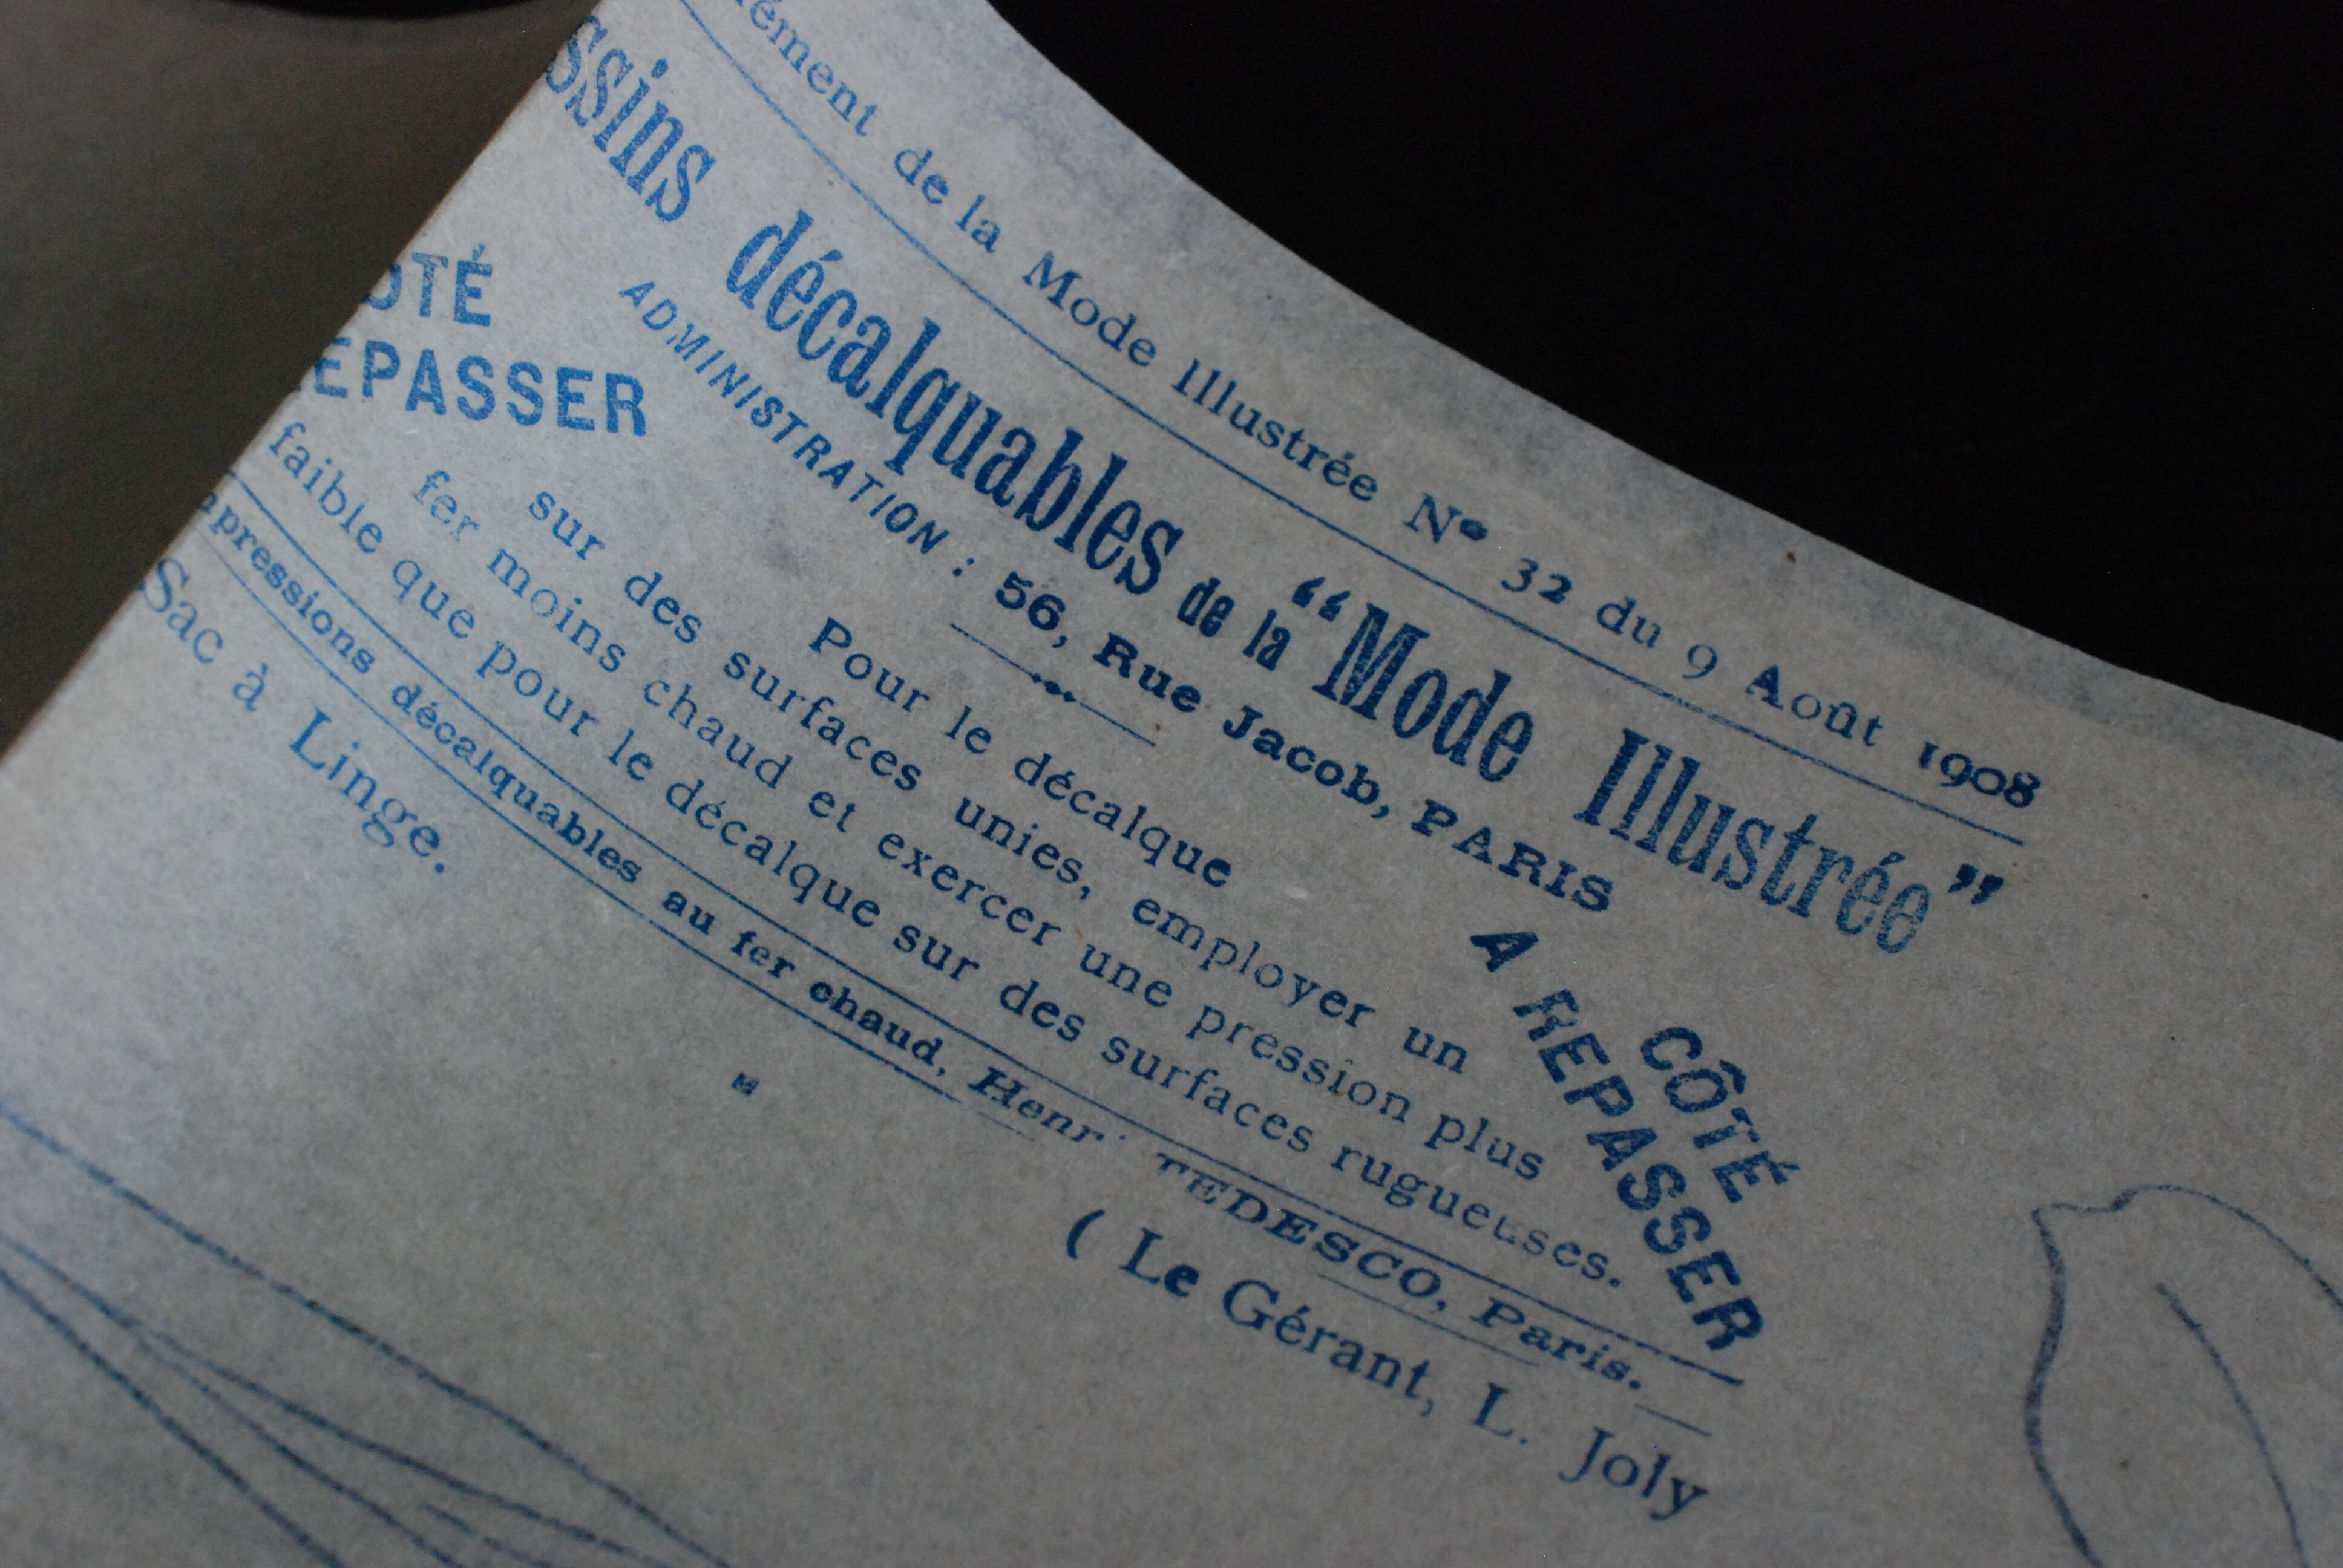 lément de la Mode Illustrée Nº 32 du 9 Août 1908
ssins décalquables de la “Mode Illustrée”
ADMINISTRATION : 56, Rue Jacob, PARIS
OTÉ
EPASSER
Pour le décalque
sur des surfaces unies, employer un
fer moins chaud et exercer une pression plus
faible que pour le décalque sur des surfaces rugueuses.
CÔTÉ
A REPASSER
mpressions décalquables au fer chaud, Henr TEDESCO, Paris.
Sac à Linge.
( Le Gérant, L. Joly